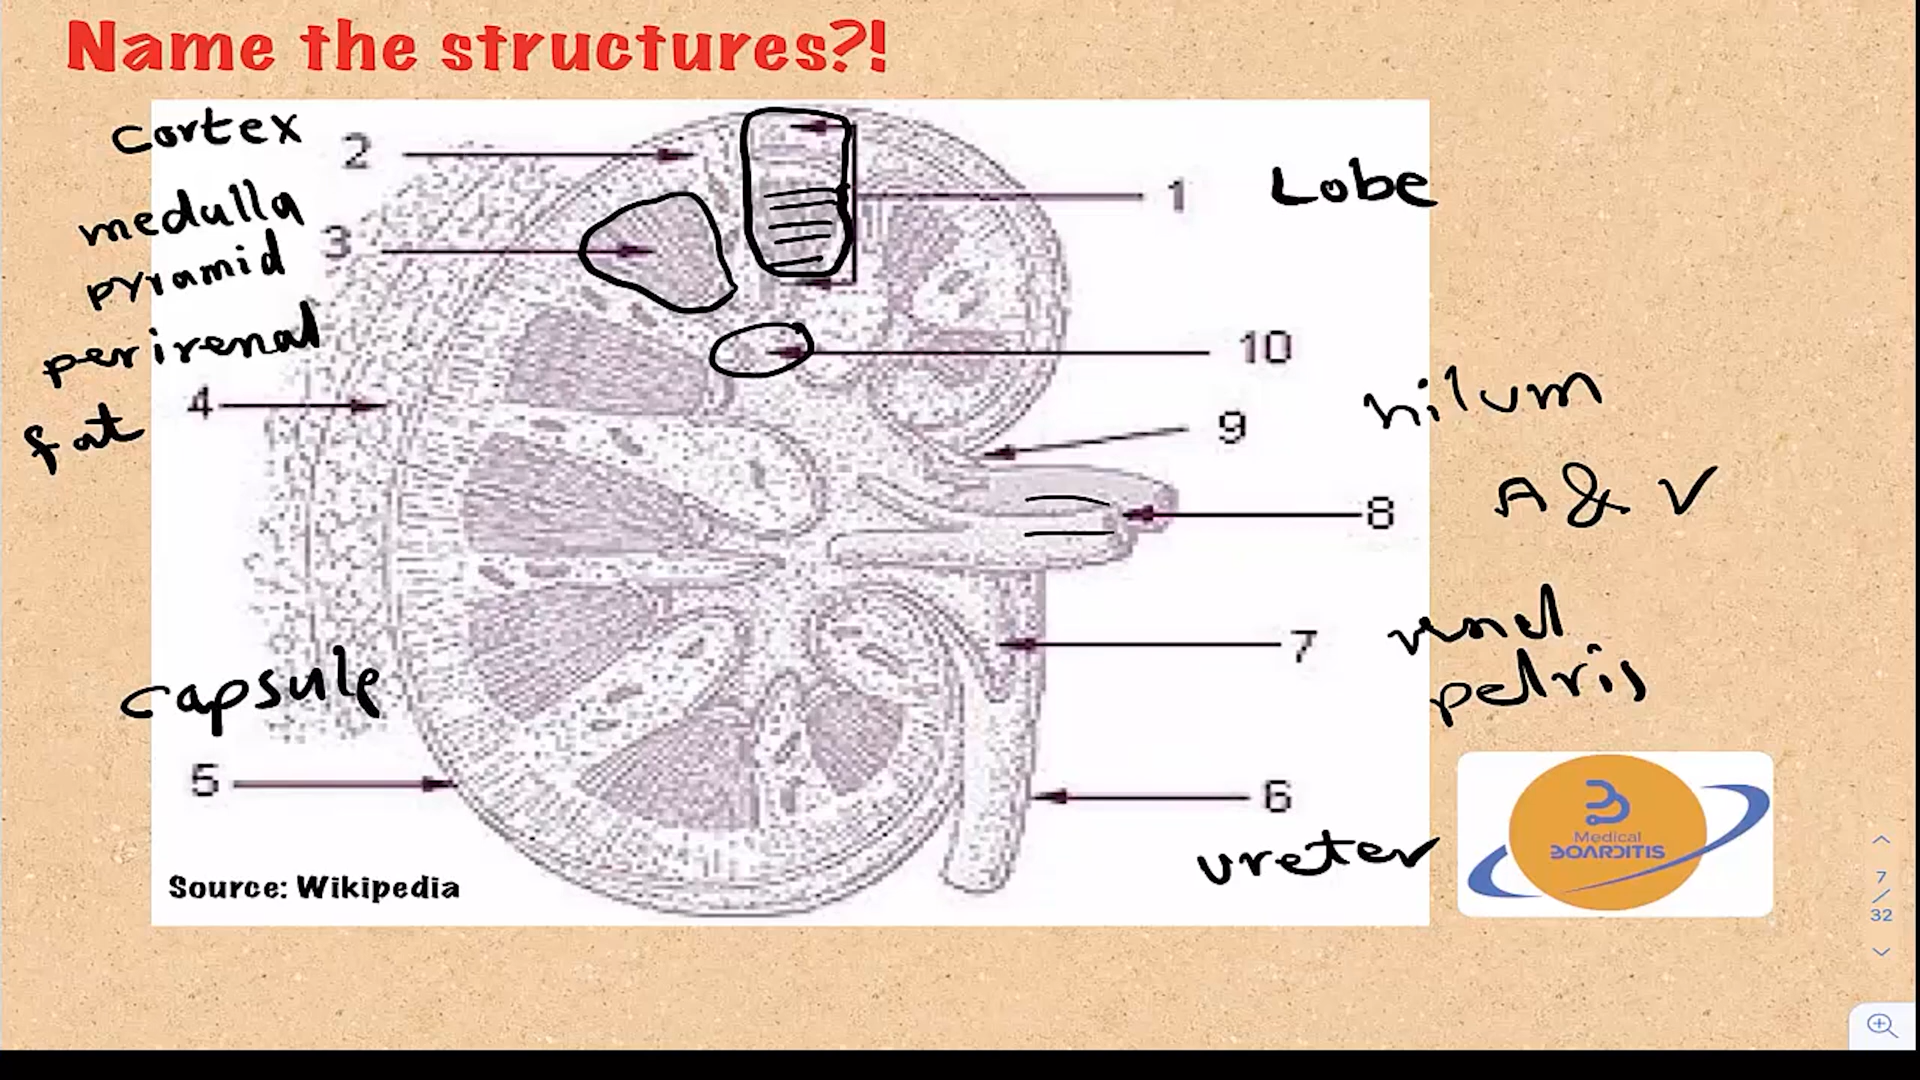 Name the structures?!
cortex
2
medulla
pyramid
3
perirenal
fat
4
capsule
5
Source: Wikipedia
1
Lobe
10
9
hilum
8
A & V
7
renal
pelvis
6
ureter
Medical
BOARDITIS
7
/
32